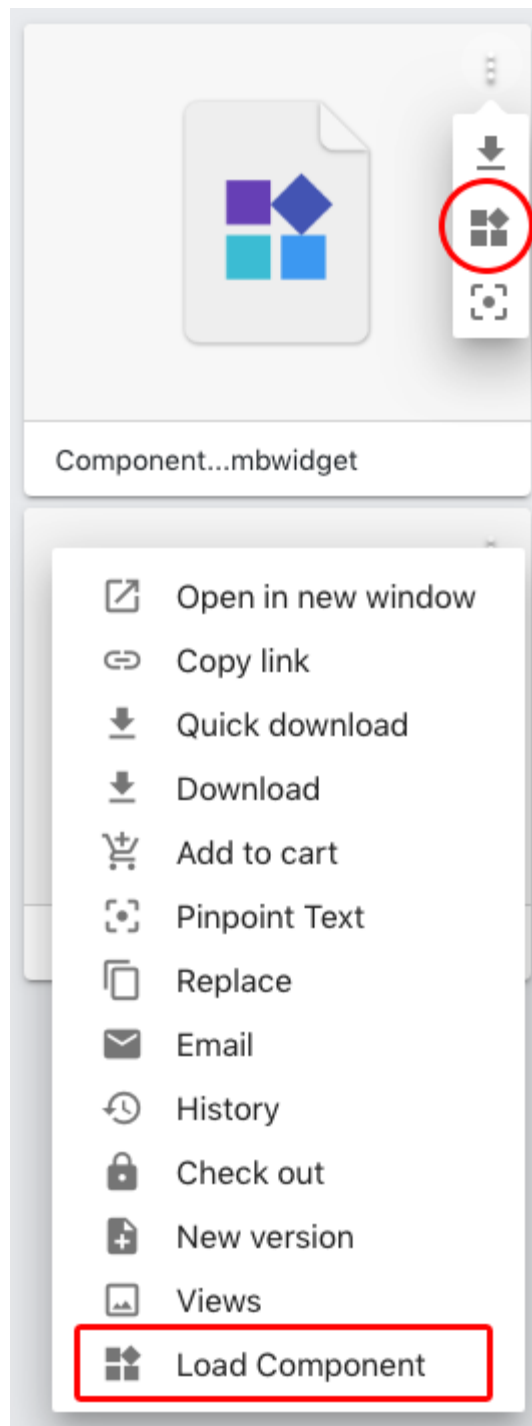 Component...mbwidget
Open in new window
Copy link
Quick download
Download
Add to cart
Pinpoint Text
Replace
Email
History
Check out
New version
Views
Load Component